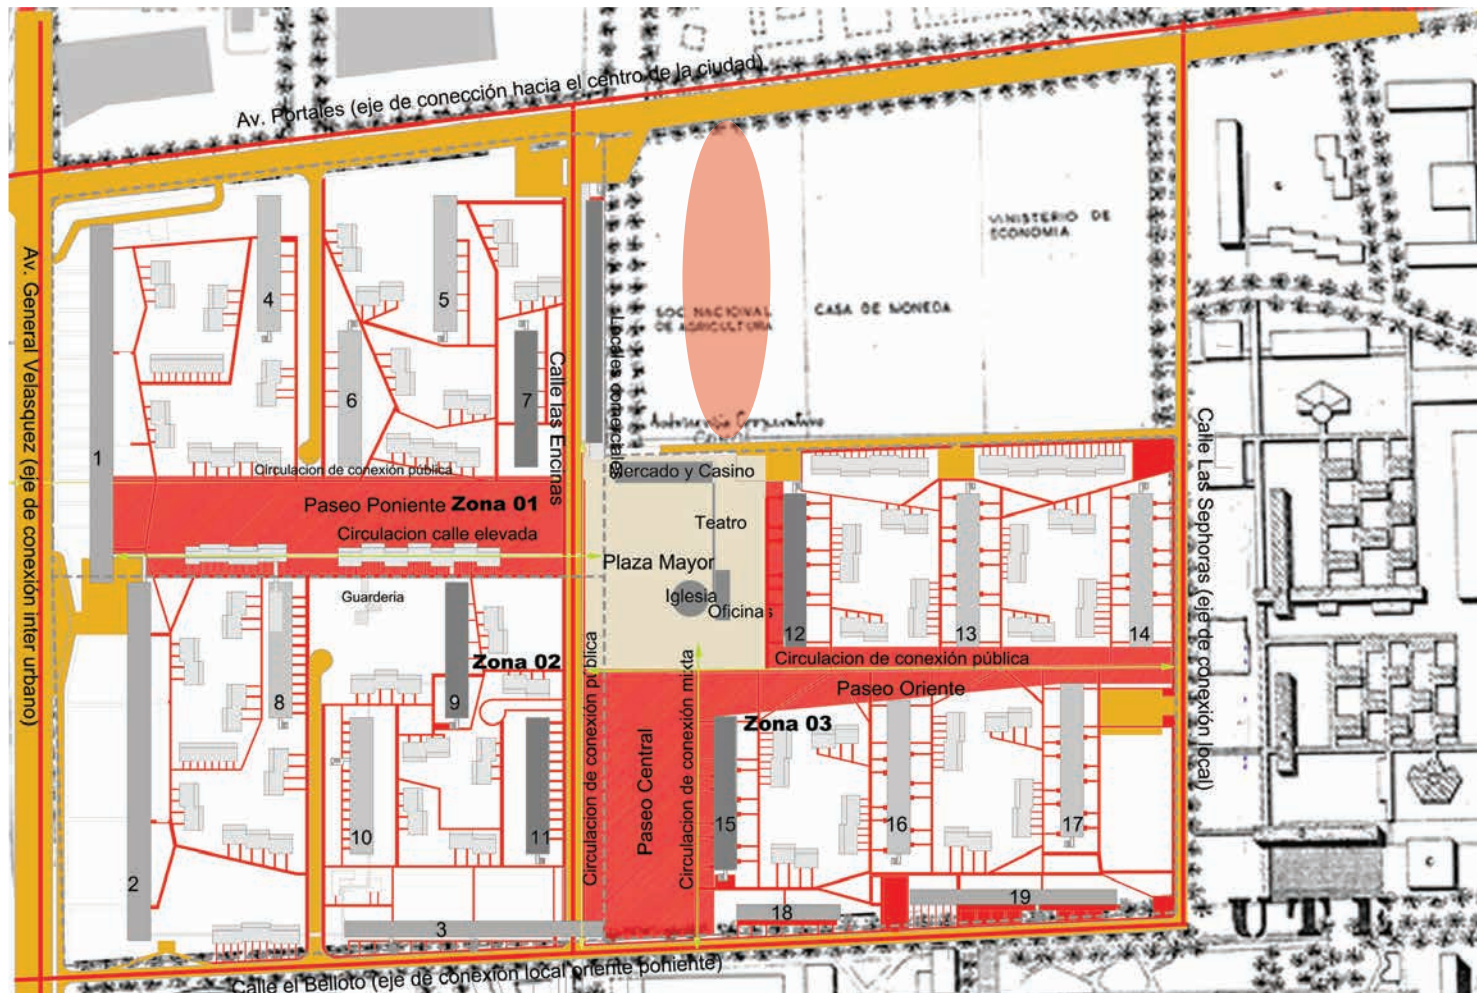 Av. Portales (eje de conección hacia el centro de la ciudad)
Av. General Velasquez (eje de conexión inter urbano)
MINISTERIO DE
ECONOMIA
SOC NACIONAL
DE AGRICULTURA
CASA DE MONEDA
4
5
6
7
1
Calle las Encinas
Locales comerciales
Circulacion de conexión pública
Paseo Poniente Zona 01
Circulacion calle elevada
Mercado y Casino
Teatro
Plaza Mayor
Iglesia
Oficinas
12
13
14
Calle Las Sephoras (eje de conexión local)
Guarderia
8
9
Zona 02
Circulacion de conexión pública
Paseo Oriente
Zona 03
Circulacion de conexión pública
Paseo Central
Circulacion de conexión mixta
10
11
15
16
17
2
3
18
19
UTE
Calle el Belloto (eje de conexión local oriente poniente)